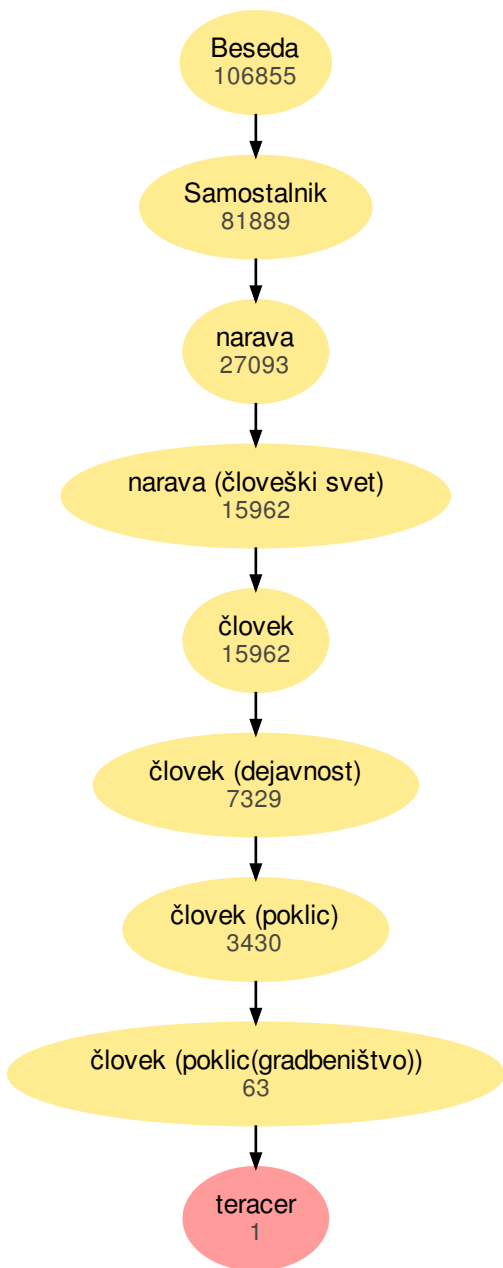 Beseda
106855
Samostalnik
81889
narava
27093
narava (človeški svet)
15962
človek
15962
človek (dejavnost)
7329
človek (poklic)
3430
človek (poklic(gradbeništvo))
63
teracer
1